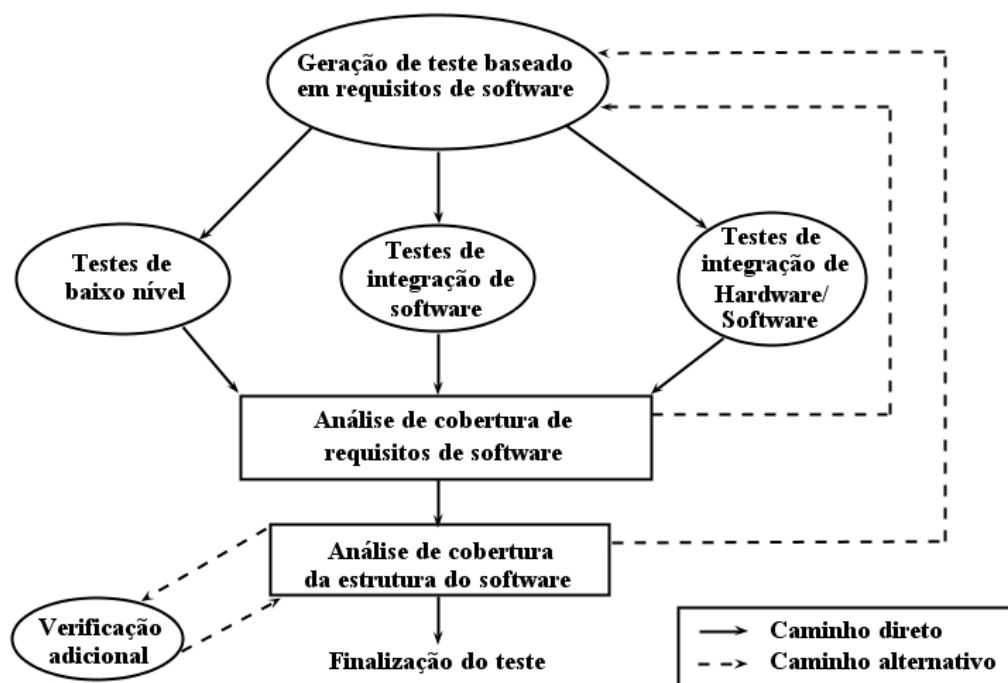 Geração de teste baseado
em requisitos de software
Testes de
baixo nível
Testes de
integração de
software
Testes de
integração de
Hardware/
Software
Análise de cobertura de
requisitos de software
Análise de cobertura
da estrutura do software
Verificação
adicional
Finalização do teste
Caminho direto
Caminho alternativo